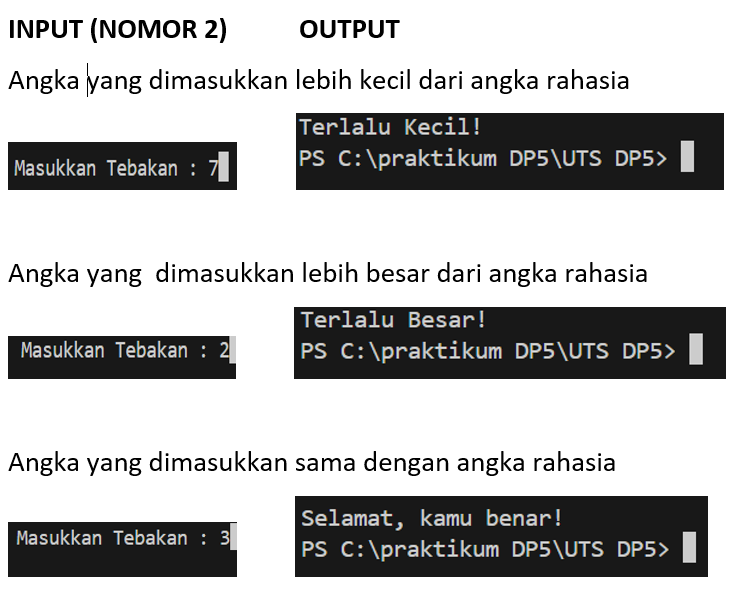 INPUT (NOMOR 2) OUTPUT
Angka yang dimasukkan lebih kecil dari angka rahasia
Terlalu Kecil!
Masukkan Tebakan : 7
PS C:\praktikum DP5\UTS DP5>
Angka yang  dimasukkan lebih besar dari angka rahasia
Terlalu Besar!
Masukkan Tebakan : 2
PS C:\praktikum DP5\UTS DP5>
Angka yang dimasukkan sama dengan angka rahasia
Selamat, kamu benar!
Masukkan Tebakan : 3
PS C:\praktikum DP5\UTS DP5>